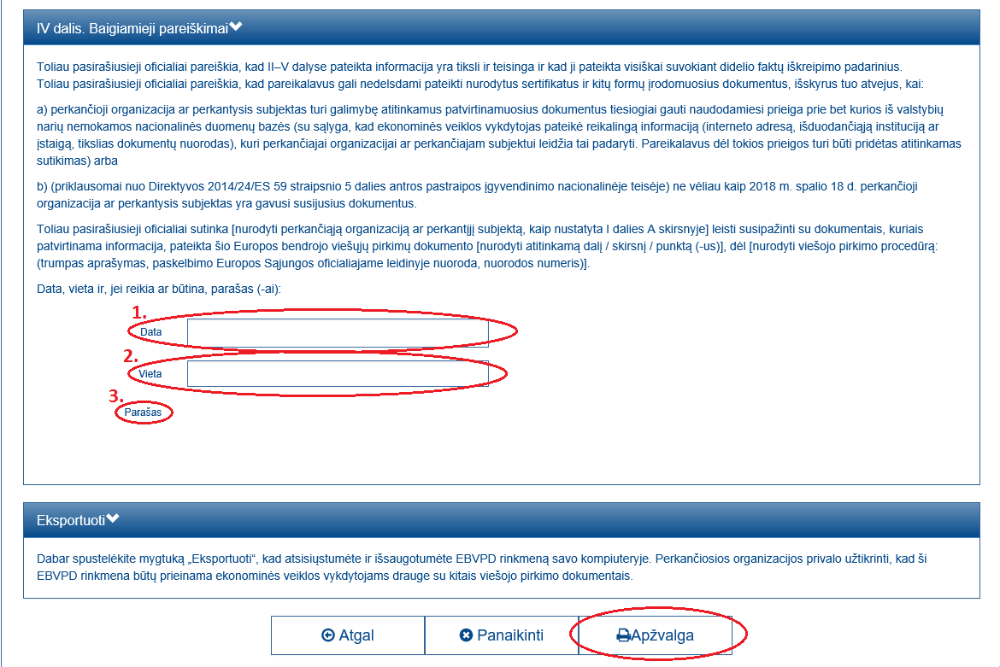 IV dalis. Baigiamieji pareiškimai
Toliau pasirašiusieji oficialiai pareiškia, kad II–V dalyse pateikta informacija yra tiksli ir teisinga ir kad ji pateikta visiškai suvokiant didelio faktų iškreipimo padarinius.
Toliau pasirašiusieji oficialiai pareiškia, kad pareikalavus gali nedelsdami pateikti nurodytus sertifikatus ir kitų formų įrodomuosius dokumentus, išskyrus tuo atvejus, kai:
a) perkančioji organizacija ar perkantysis subjektas turi galimybę atitinkamus patvirtinamuosius dokumentus tiesiogiai gauti naudodamiesi prieiga prie bet kurios iš valstybių
narių nemokamos nacionalinės duomenų bazės (su sąlyga, kad ekonominės veiklos vykdytojas pateikė reikalingą informaciją (interneto adresą, išduodančiąją instituciją ar
įstaigą, tikslias dokumentų nuorodas), kuri perkančiajai organizacijai ar perkančiajam subjektui leidžia tai padaryti. Pareikalavus dėl tokios prieigos turi būti pridėtas atitinkamas
sutikimas) arba
b) (priklausomai nuo Direktyvos 2014/24/ES 59 straipsnio 5 dalies antros pastraipos įgyvendinimo nacionalinėje teisėje) ne vėliau kaip 2018 m. spalio 18 d. perkančioji
organizacija ar perkantysis subjektas yra gavusi susijusius dokumentus.
Toliau pasirašiusieji oficialiai sutinka [nurodyti perkančiąją organizaciją ar perkantįjį subjektą, kaip nustatyta I dalies A skirsnyje] leisti susipažinti su dokumentais, kuriais
patvirtinama informacija, pateikta šio Europos bendrojo viešųjų pirkimų dokumento [nurodyti atitinkamą dalį / skirsnį / punktą (-us)], dėl [nurodyti viešojo pirkimo procedūrą:
(trumpas aprašymas, paskelbimo Europos Sąjungos oficialiajame leidinyje nuoroda, nuorodos numeris)].
Data, vieta ir, jei reikia ar būtina, parašas (-ai):
1.
Data
2.
Vieta
3.
Parašas
Eksportuoti
Dabar spustelėkite mygtuką „Eksportuoti“, kad atsisiųstumėte ir išsaugotumėte EBVPD rinkmeną savo kompiuteryje. Perkančiosios organizacijos privalo užtikrinti, kad ši
EBVPD rinkmena būtų prieinama ekonominės veiklos vykdytojams drauge su kitais viešojo pirkimo dokumentais.
Atgal Panaikinti Apžvalga